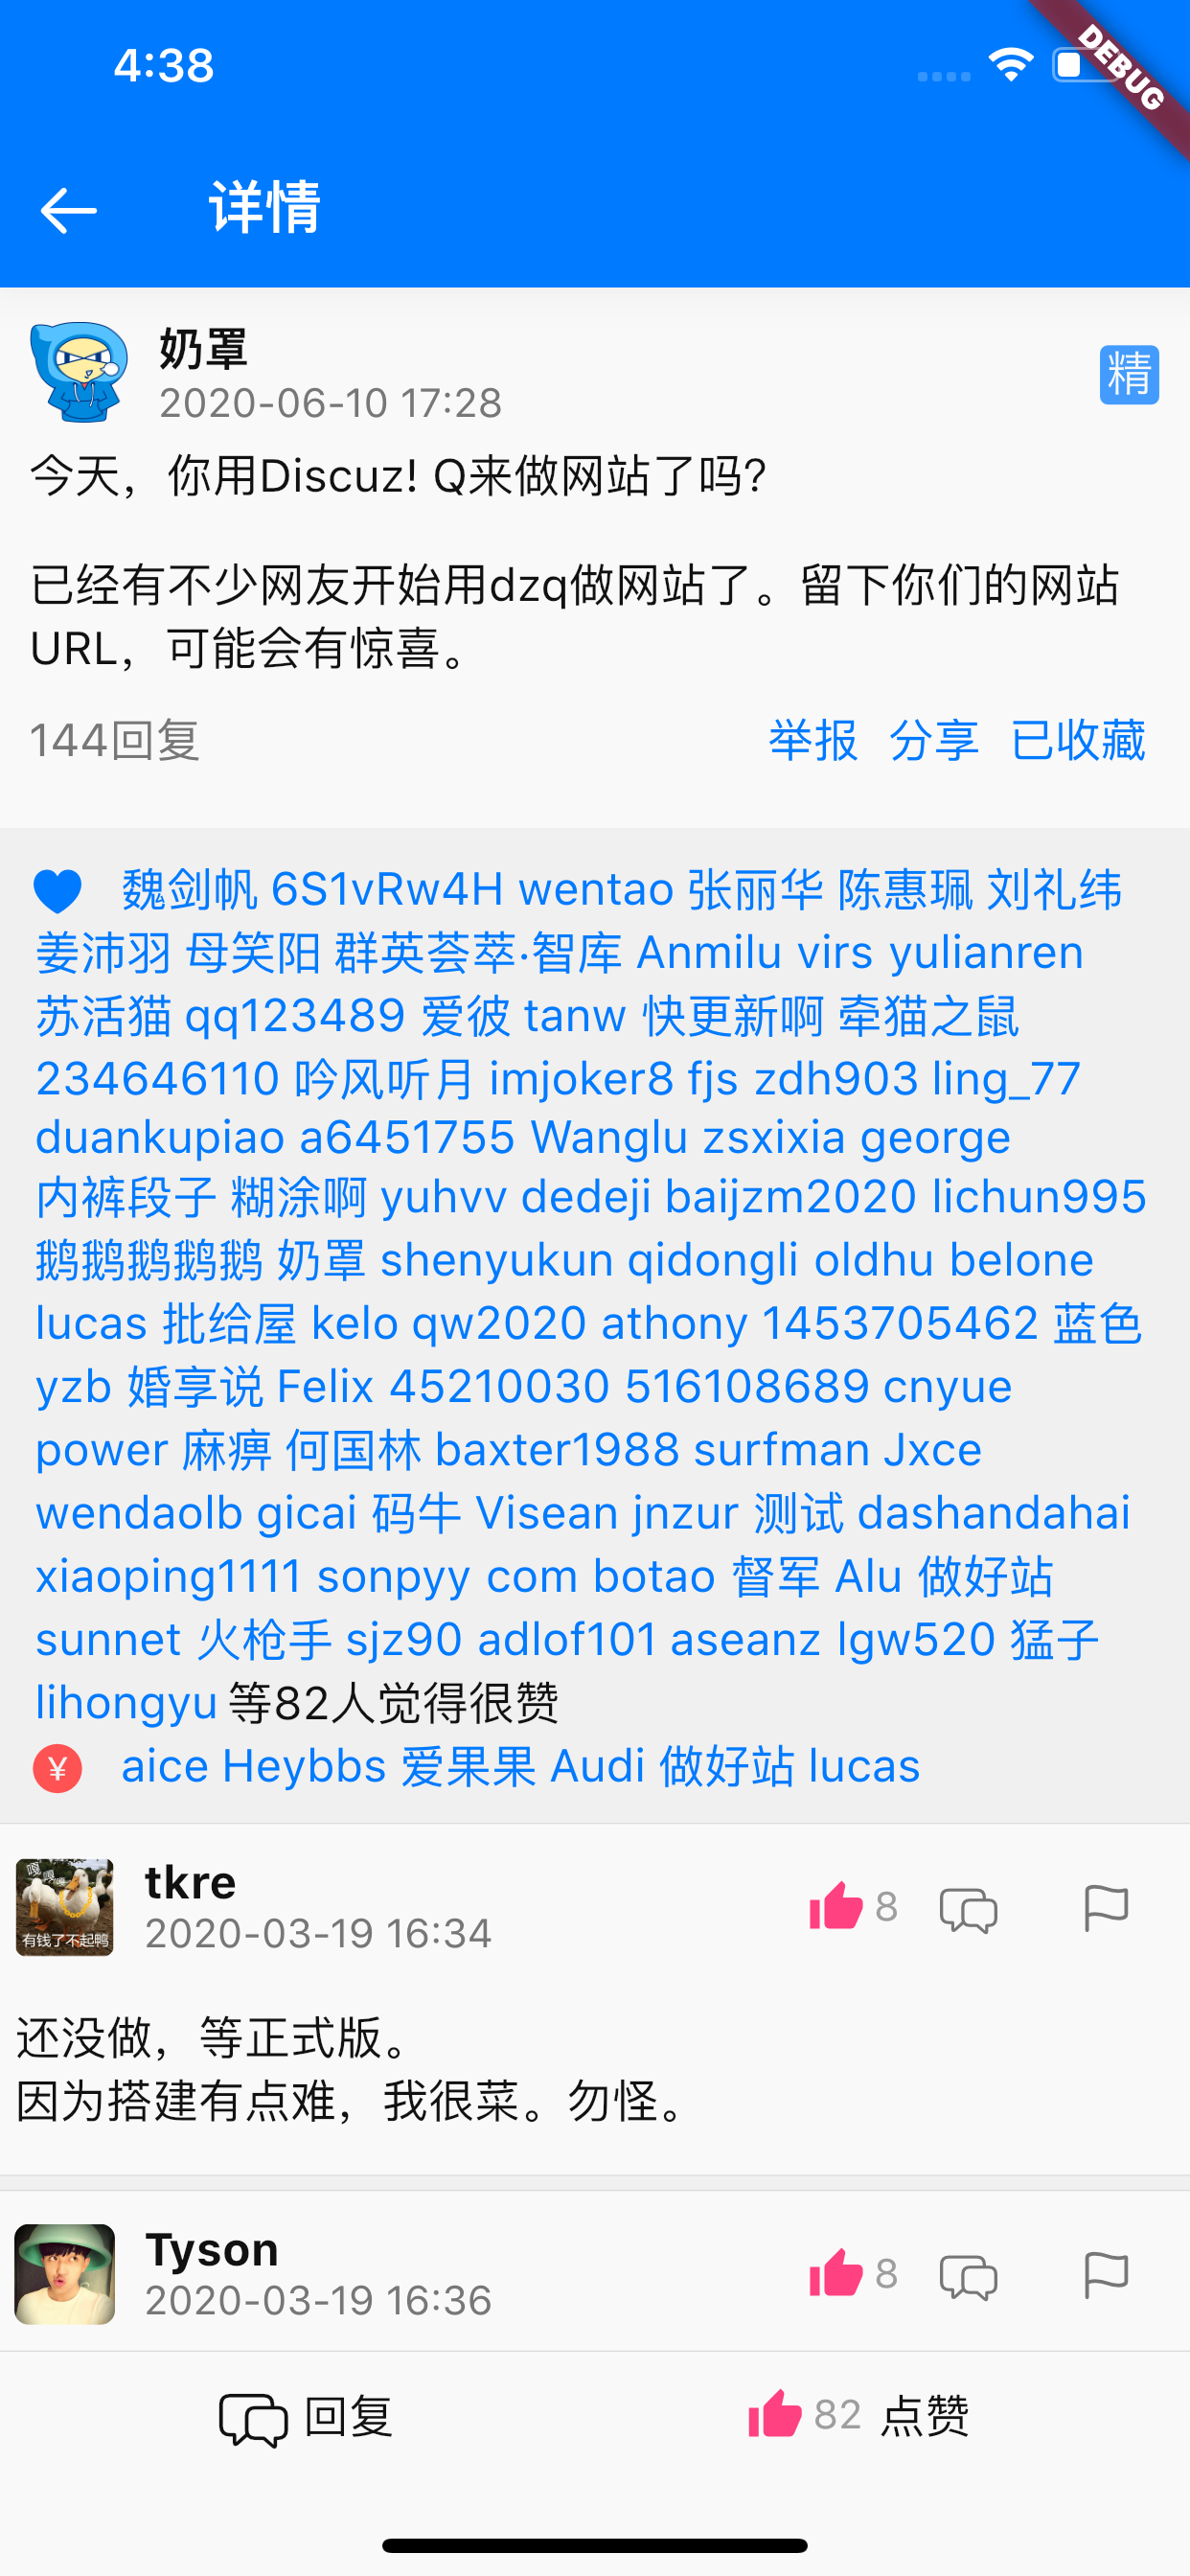 4:38
DEBUG
详情
奶罩
2020-06-10 17:28
精
今天，你用Discuz! Q来做网站了吗？
已经有不少网友开始用dzq做网站了。留下你们的网站
URL，可能会有惊喜。
144回复
举报 分享 已收藏
魏剑帆 6S1vRw4H wentao 张丽华 陈惠珮 刘礼纬
姜沛羽 母笑阳 群英荟萃·智库 Anmilu virs yulianren
苏活猫 qq123489 爱彼 tanw 快更新啊 牵猫之鼠
234646110 吟风听月 imjoker8 fjs zdh903 ling_77
duankupiao a6451755 Wanglu zsxixia george
内裤段子 糊涂啊 yuhvv dedeji baijzm2020 lichun995
鹅鹅鹅鹅鹅 奶罩 shenyukun qidongli oldhu belone
lucas 批给屋 kelo qw2020 athony 1453705462 蓝色
yzb 婚享说 Felix 45210030 516108689 cnyue
power 麻痹 何国林 baxter1988 surfman Jxce
wendaolb gicai 码牛 Visean jnzur 测试 dashandahai
xiaoping1111 sonpyy com botao 督军 Alu 做好站
sunnet 火枪手 sjz90 adlof101 aseanz lgw520 猛子
lihongyu 等82人觉得很赞
¥ aice Heybbs 爱果果 Audi 做好站 lucas
嘎 嘎
有钱了不起鸭
tkre
2020-03-19 16:34
8
还没做，等正式版。
因为搭建有点难，我很菜。勿怪。
Tyson
2020-03-19 16:36
8
回复
82 点赞